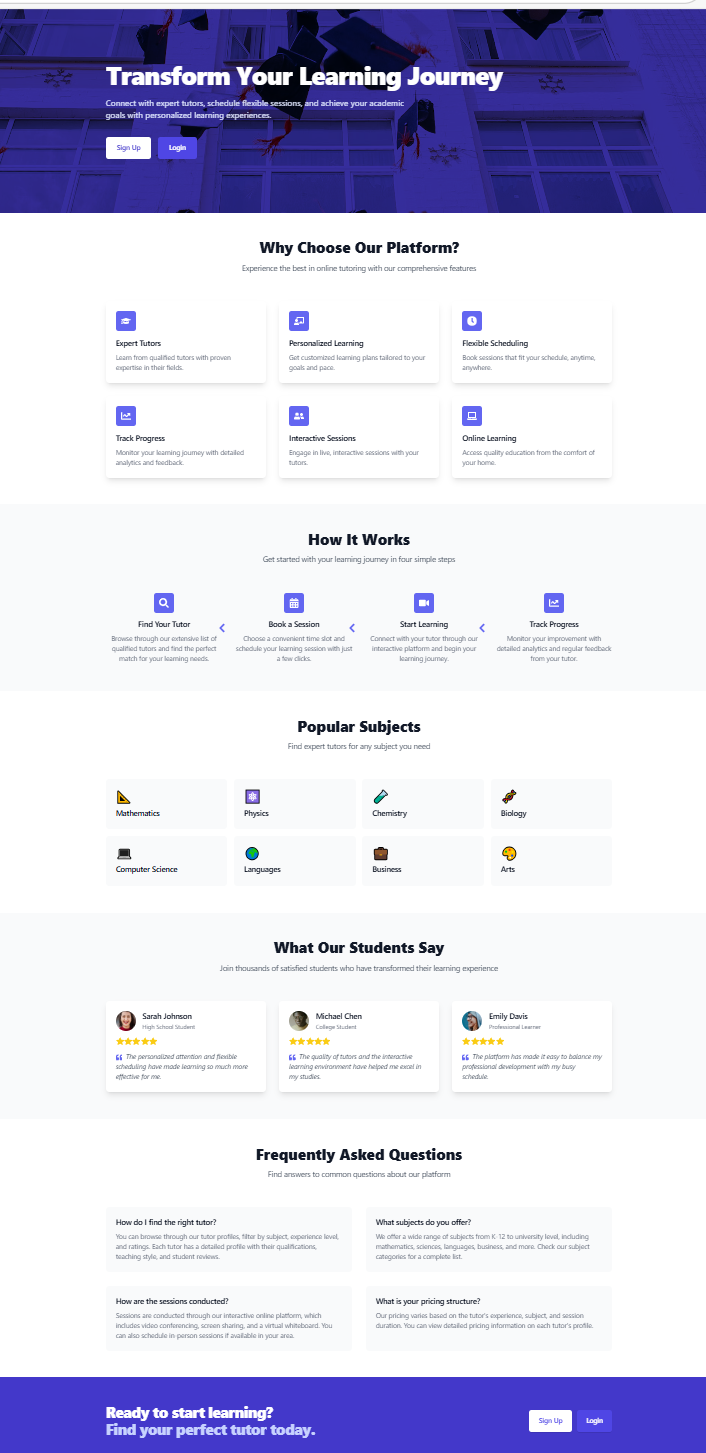 Transform Your Learning Journey
Connect with expert tutors, schedule flexible sessions, and achieve your academic
goals with personalized learning experiences.
Sign Up
Login
Why Choose Our Platform?
Experience the best in online tutoring with our comprehensive features
Expert Tutors
Learn from qualified tutors with proven
expertise in their fields.
Personalized Learning
Get customized learning plans tailored to your
goals and pace.
Flexible Scheduling
Book sessions that fit your schedule, anytime,
anywhere.
Track Progress
Monitor your learning journey with detailed
analytics and feedback.
Interactive Sessions
Engage in live, interactive sessions with your
tutors.
Online Learning
Access quality education from the comfort of
your home.
How It Works
Get started with your learning journey in four simple steps
Find Your Tutor
Browse through our extensive list of
qualified tutors and find the perfect
match for your learning needs.
Book a Session
Choose a convenient time slot and
schedule your learning session with just
a few clicks.
Start Learning
Connect with your tutor through our
interactive platform and begin your
learning journey.
Track Progress
Monitor your improvement with
detailed analytics and regular feedback
from your tutor.
Popular Subjects
Find expert tutors for any subject you need
Mathematics
Physics
Chemistry
Biology
Computer Science
Languages
Business
Arts
What Our Students Say
Join thousands of satisfied students who have transformed their learning experience
Sarah Johnson
High School Student
The personalized attention and flexible
scheduling have made learning so much more
effective for me.
Michael Chen
College Student
The quality of tutors and the interactive
learning environment have helped me excel in
my studies.
Emily Davis
Professional Learner
The platform has made it easy to balance my
professional development with my busy
schedule.
Frequently Asked Questions
Find answers to common questions about our platform
How do I find the right tutor?
You can browse through our tutor profiles, filter by subject, experience level,
and ratings. Each tutor has a detailed profile with their qualifications,
teaching style, and student reviews.
What subjects do you offer?
We offer a wide range of subjects from K-12 to university level, including
mathematics, sciences, languages, business, and more. Check our subject
categories for a complete list.
How are the sessions conducted?
Sessions are conducted through our interactive online platform, which
includes video conferencing, screen sharing, and a virtual whiteboard. You
can also schedule in-person sessions if available in your area.
What is your pricing structure?
Our pricing varies based on the tutor's experience, subject, and session
duration. You can view detailed pricing information on each tutor's profile.
Ready to start learning?
Find your perfect tutor today.
Sign Up
Login